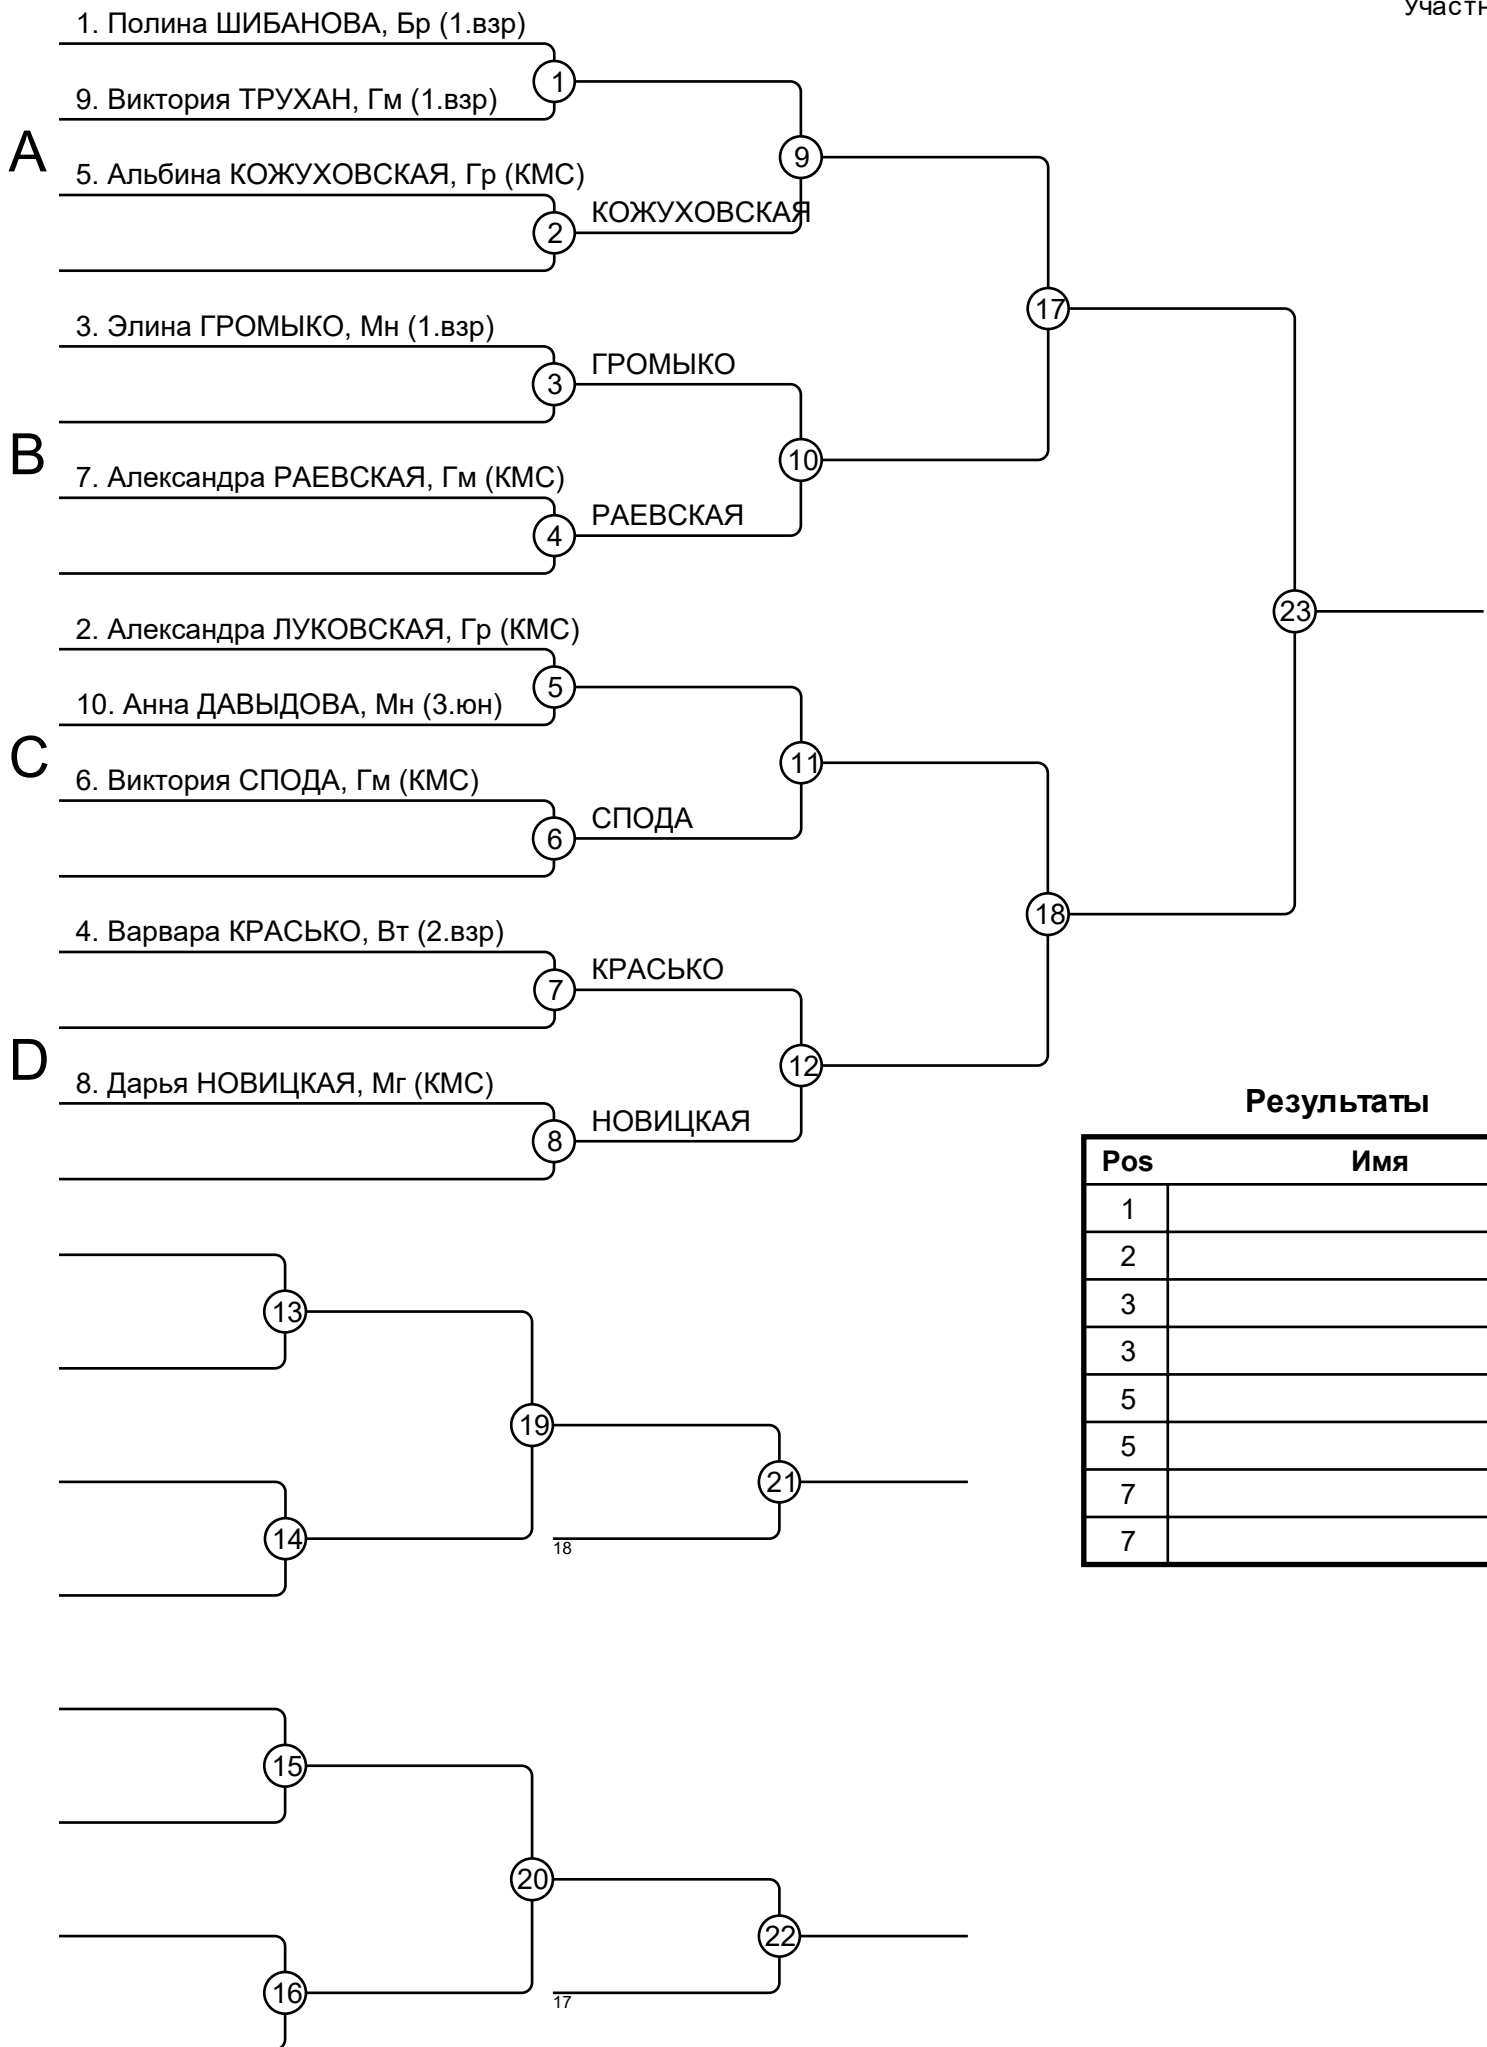 1. Полина ШИБАНОВА, Бр (1.взр)
1
9. Виктория ТРУХАН, Гм (1.взр)
A
9
5. Альбина КОЖУХОВСКАЯ, Гр (КМС)
КОЖУХОВСКАЯ
2
17
3. Элина ГРОМЫКО, Мн (1.взр)
ГРОМЫКО
3
B
10
7. Александра РАЕВСКАЯ, Гм (КМС)
РАЕВСКАЯ
4
23
2. Александра ЛУКОВСКАЯ, Гр (КМС)
5
10. Анна ДАВЫДОВА, Мн (3.юн)
C
11
6. Виктория СПОДА, Гм (КМС)
СПОДА
6
18
4. Варвара КРАСЬКО, Вт (2.взр)
КРАСЬКО
7
D
12
8. Дарья НОВИЦКАЯ, Мг (КМС)
НОВИЦКАЯ
8
Результаты
Pos Имя
1
2
3
3
5
5
7
7
13
19
21
14
18
15
20
22
16
17